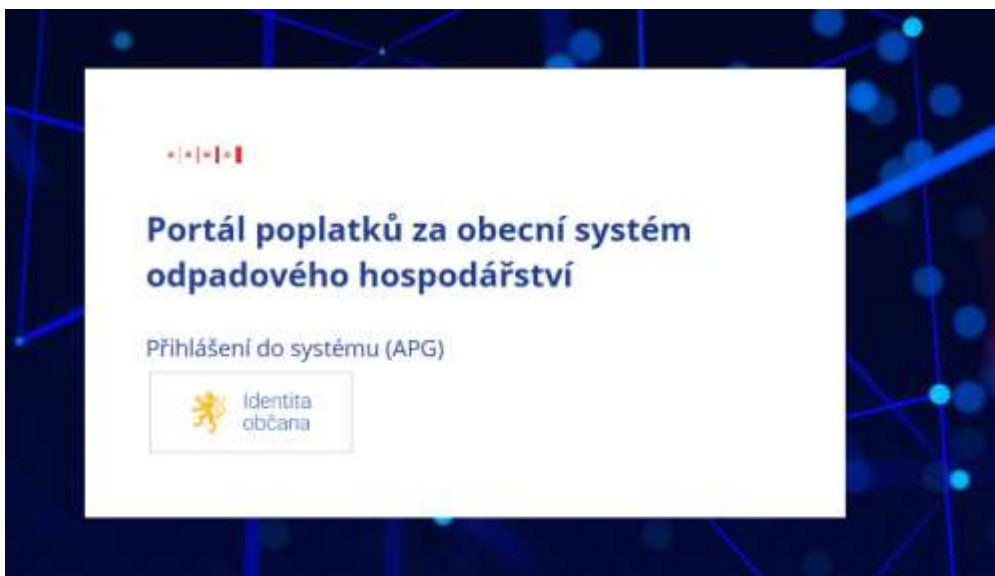 Portál poplatků za obecní systém
odpadového hospodářství
Přihlášení do systému (APG)
Identita
občana